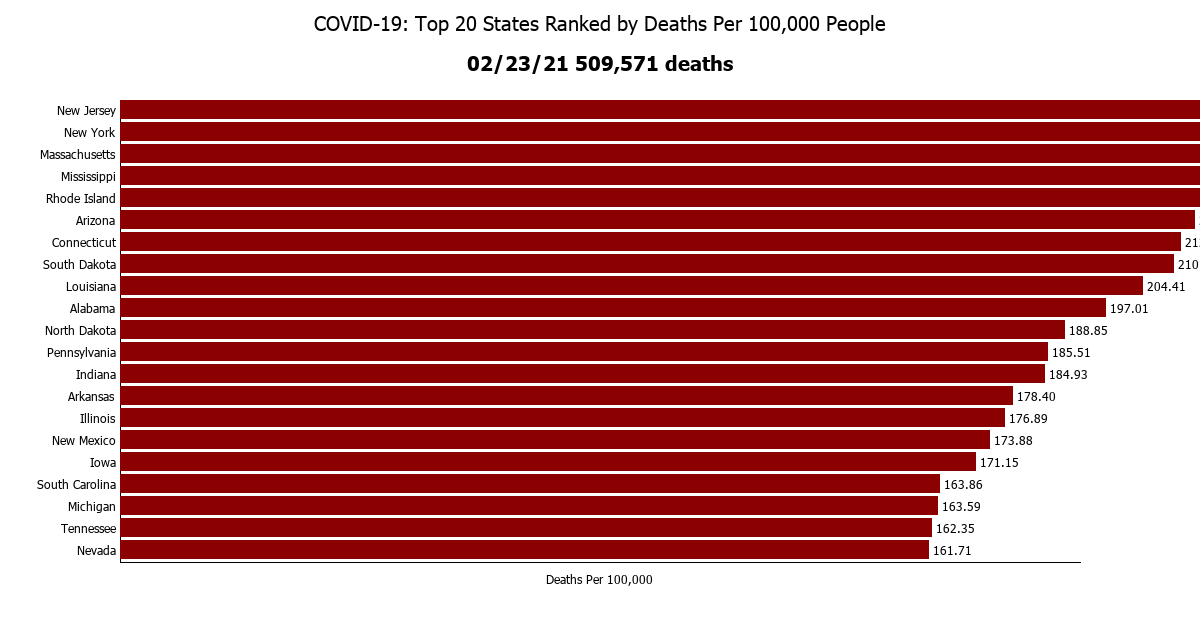 COVID-19: Top 20 States Ranked by Deaths Per 100,000 People
02/23/21 509,571 deaths
New Jersey
New York
Massachusetts
Mississippi
Rhode Island
Arizona
Connecticut
South Dakota 210
Louisiana 204.41
Alabama 197.01
North Dakota 188.85
Pennsylvania 185.51
Indiana 184.93
Arkansas 178.40
Illinois 176.89
New Mexico 173.88
Iowa 171.15
South Carolina 163.86
Michigan 163.59
Tennessee 162.35
Nevada 161.71
Deaths Per 100,000